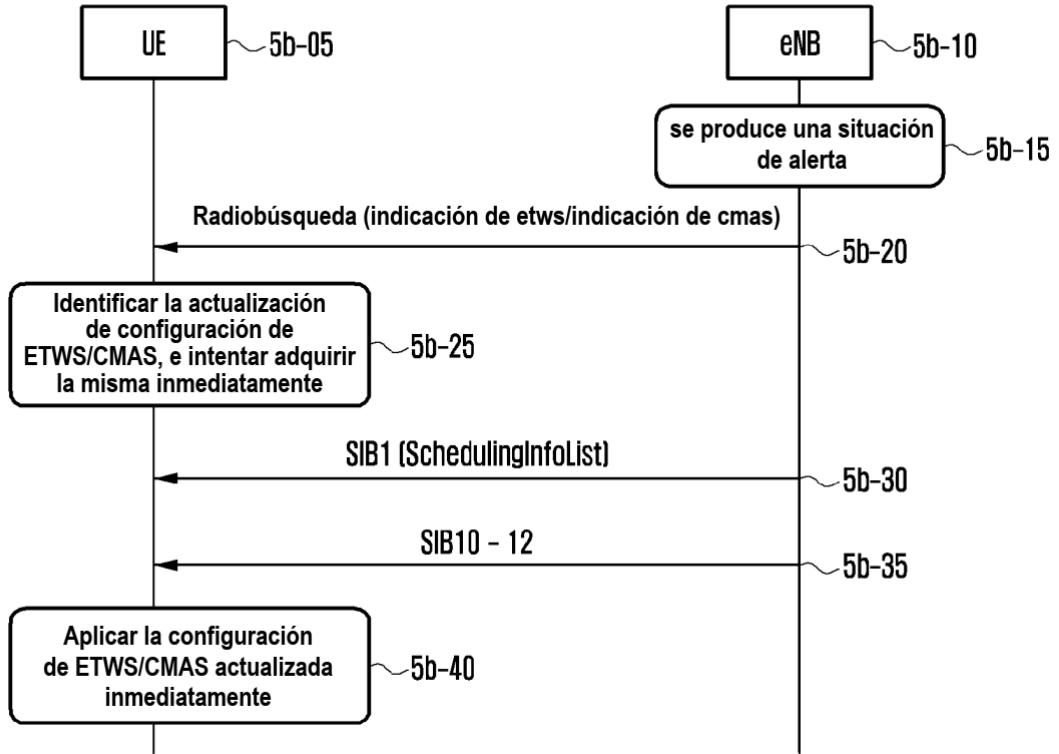 UE
5b-05
eNB
5b-10
se produce una situación
de alerta
5b-15
Radiobúsqueda (indicación de etws/indicación de cmas)
5b-20
Identificar la actualización
de configuración de
ETWS/CMAS, e intentar adquirir
la misma inmediatamente
5b-25
SIB1 (SchedulingInfoList)
5b-30
SIB10 - 12
5b-35
Aplicar la configuración
de ETWS/CMAS actualizada
inmediatamente
5b-40